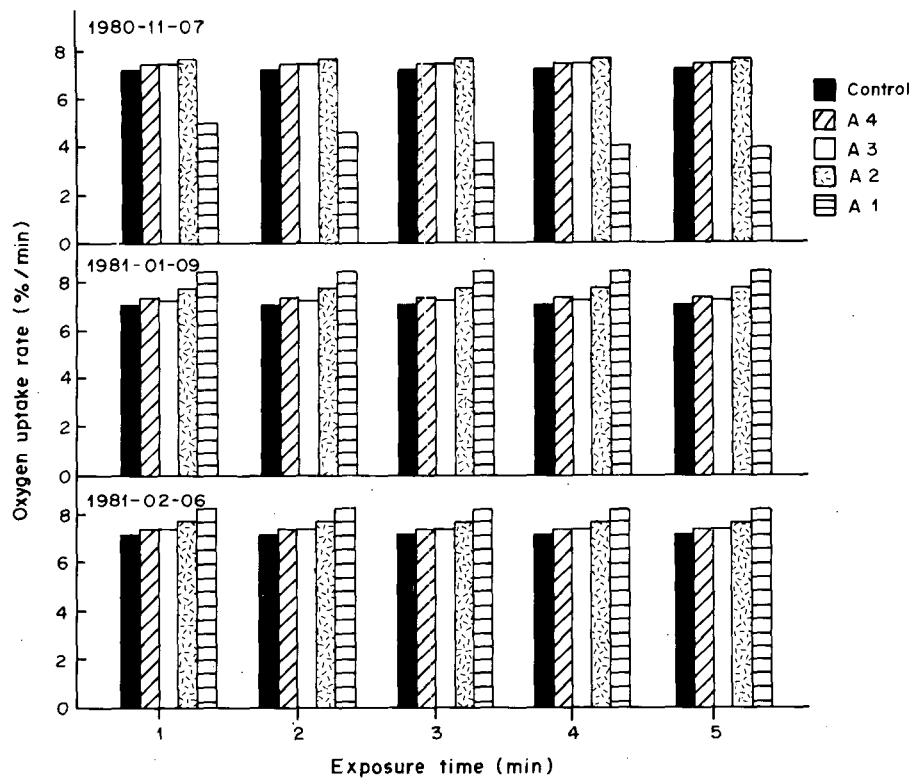 1980-11-07
8
6
4
2
0
1981-01-09
8
6
4
2
0
1981-02-06
8
6
4
2
0
1 2 3 4 5
Exposure time (min)
Oxygen uptake rate (%/min)
Control
A 4
A 3
A 2
A 1